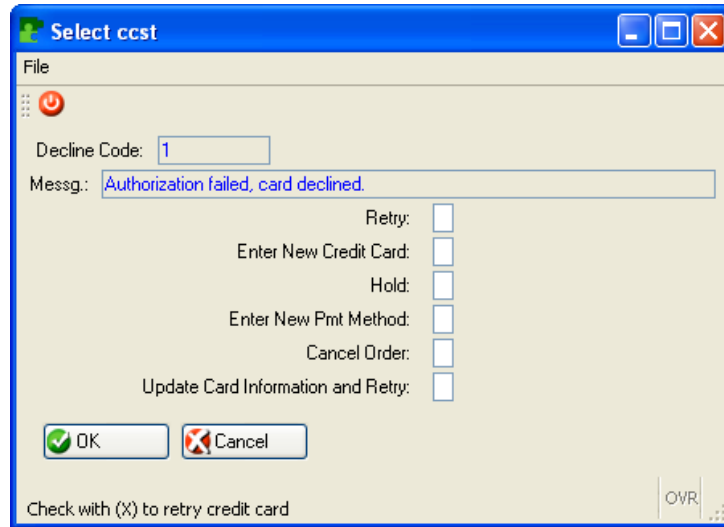 Select ccst
File
Decline Code: 1
Messg.: Authorization failed, card declined.
Retry:
Enter New Credit Card:
Hold:
Enter New Pmt Method:
Cancel Order:
Update Card Information and Retry:
OK Cancel
Check with (X) to retry credit card OVR